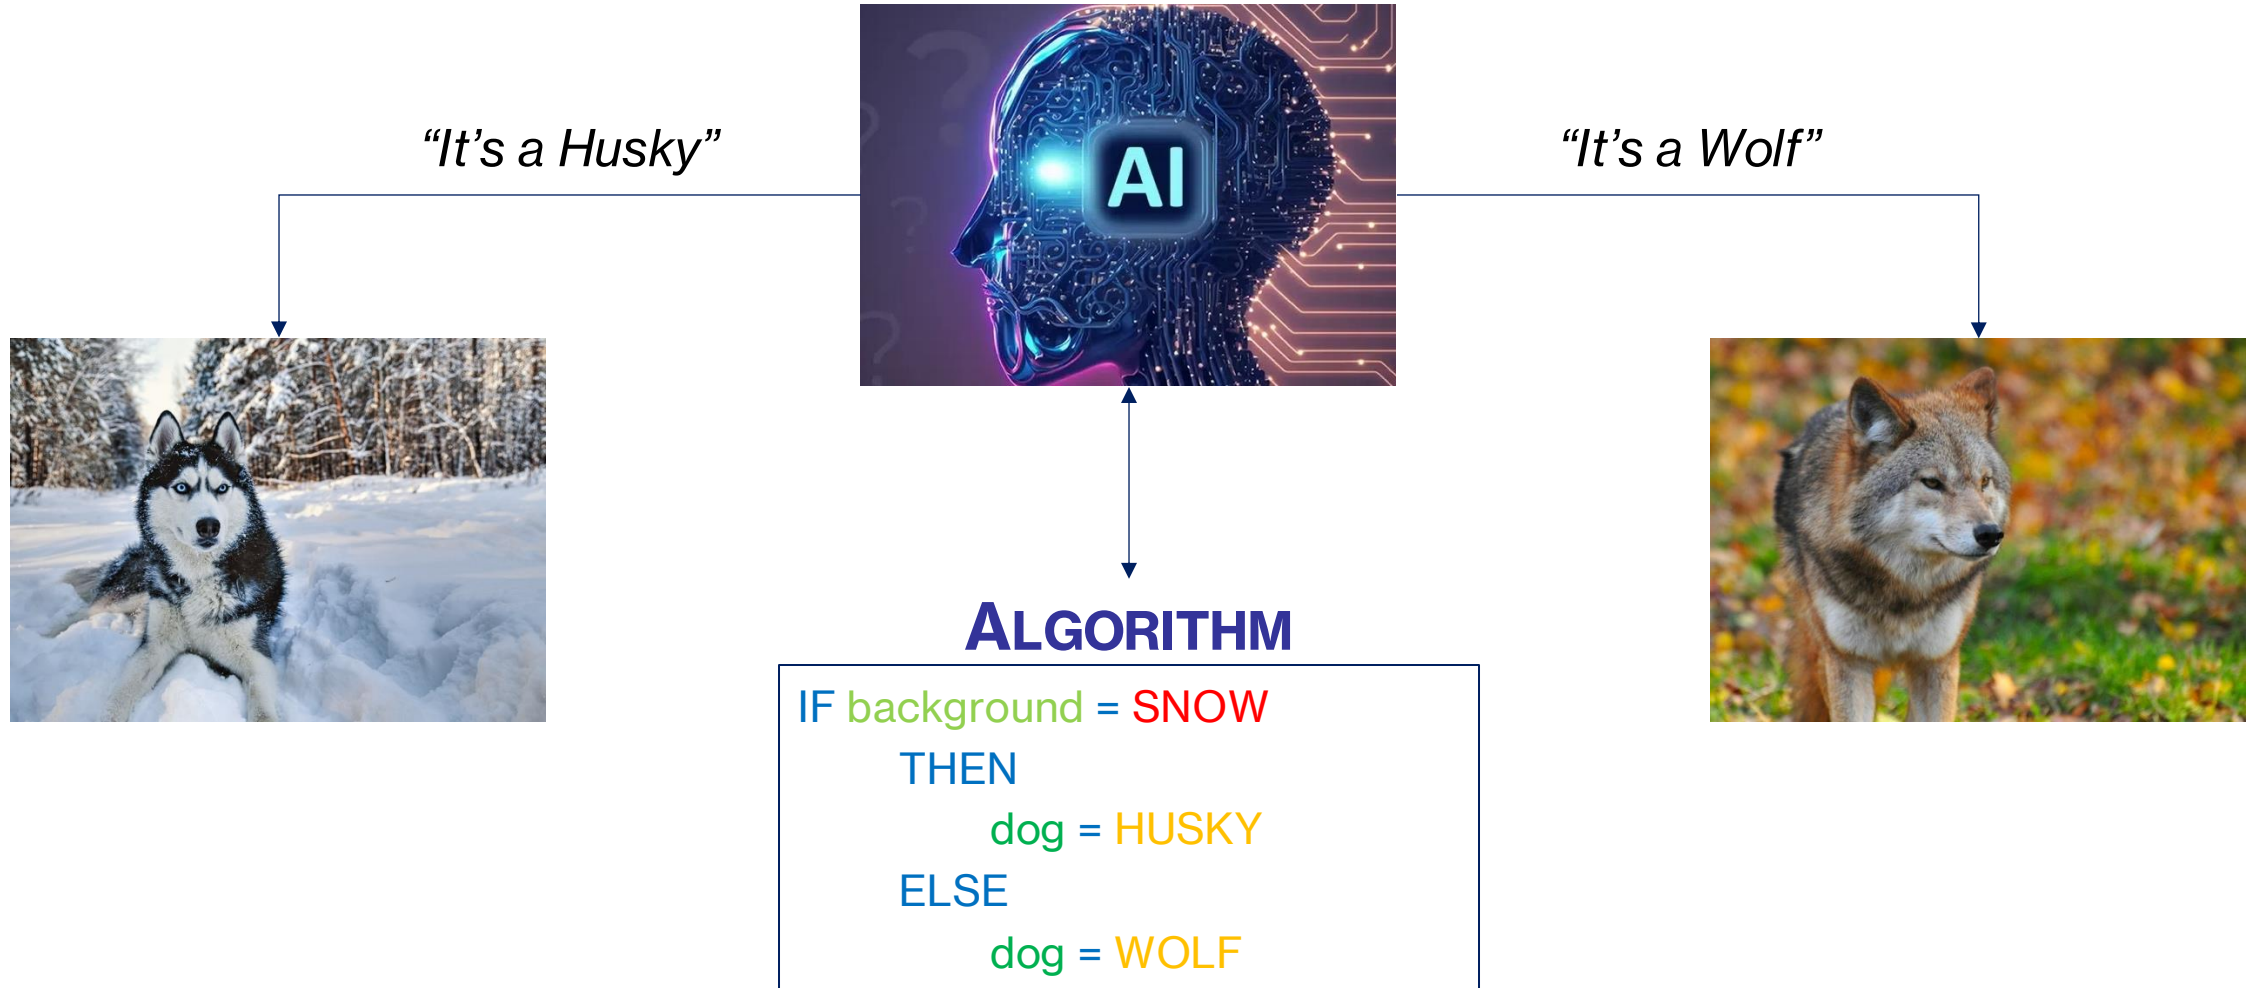 “It’s a Husky”
AI
“It’s a Wolf”
ALGORITHM
IF background = SNOW
THEN
dog = HUSKY
ELSE
dog = WOLF